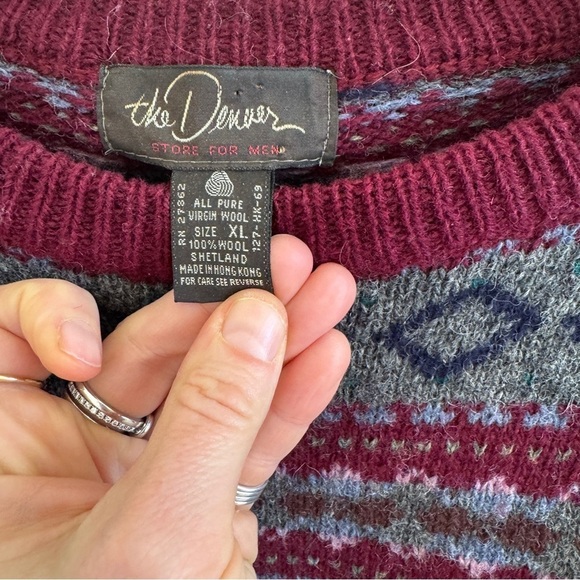 the Denver
STORE FOR MEN
ALL PURE
VIRGIN WOOL
SIZE XL
100% WOOL
SHETLAND
MADE IN HONG KONG
FOR CARE SEE REVERSE
RN 27862
127-HK-69